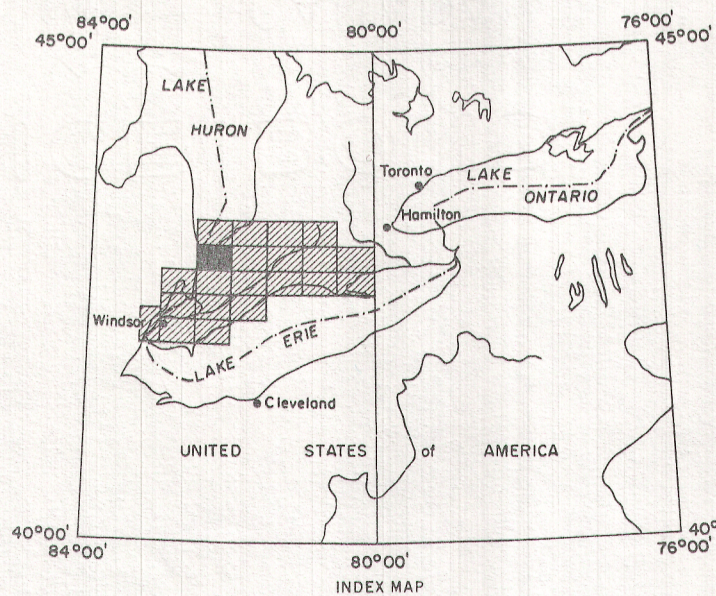 84°00'
80°00'
76°00'
45°00'
45°00'
LAKE
HURON
Toronto
LAKE
ONTARIO
Hamilton
Windsor
LAKE ERIE
Cleveland
UNITED STATES of AMERICA
40°00'
84°00'
80°00'
40°
76°00'
INDEX MAP